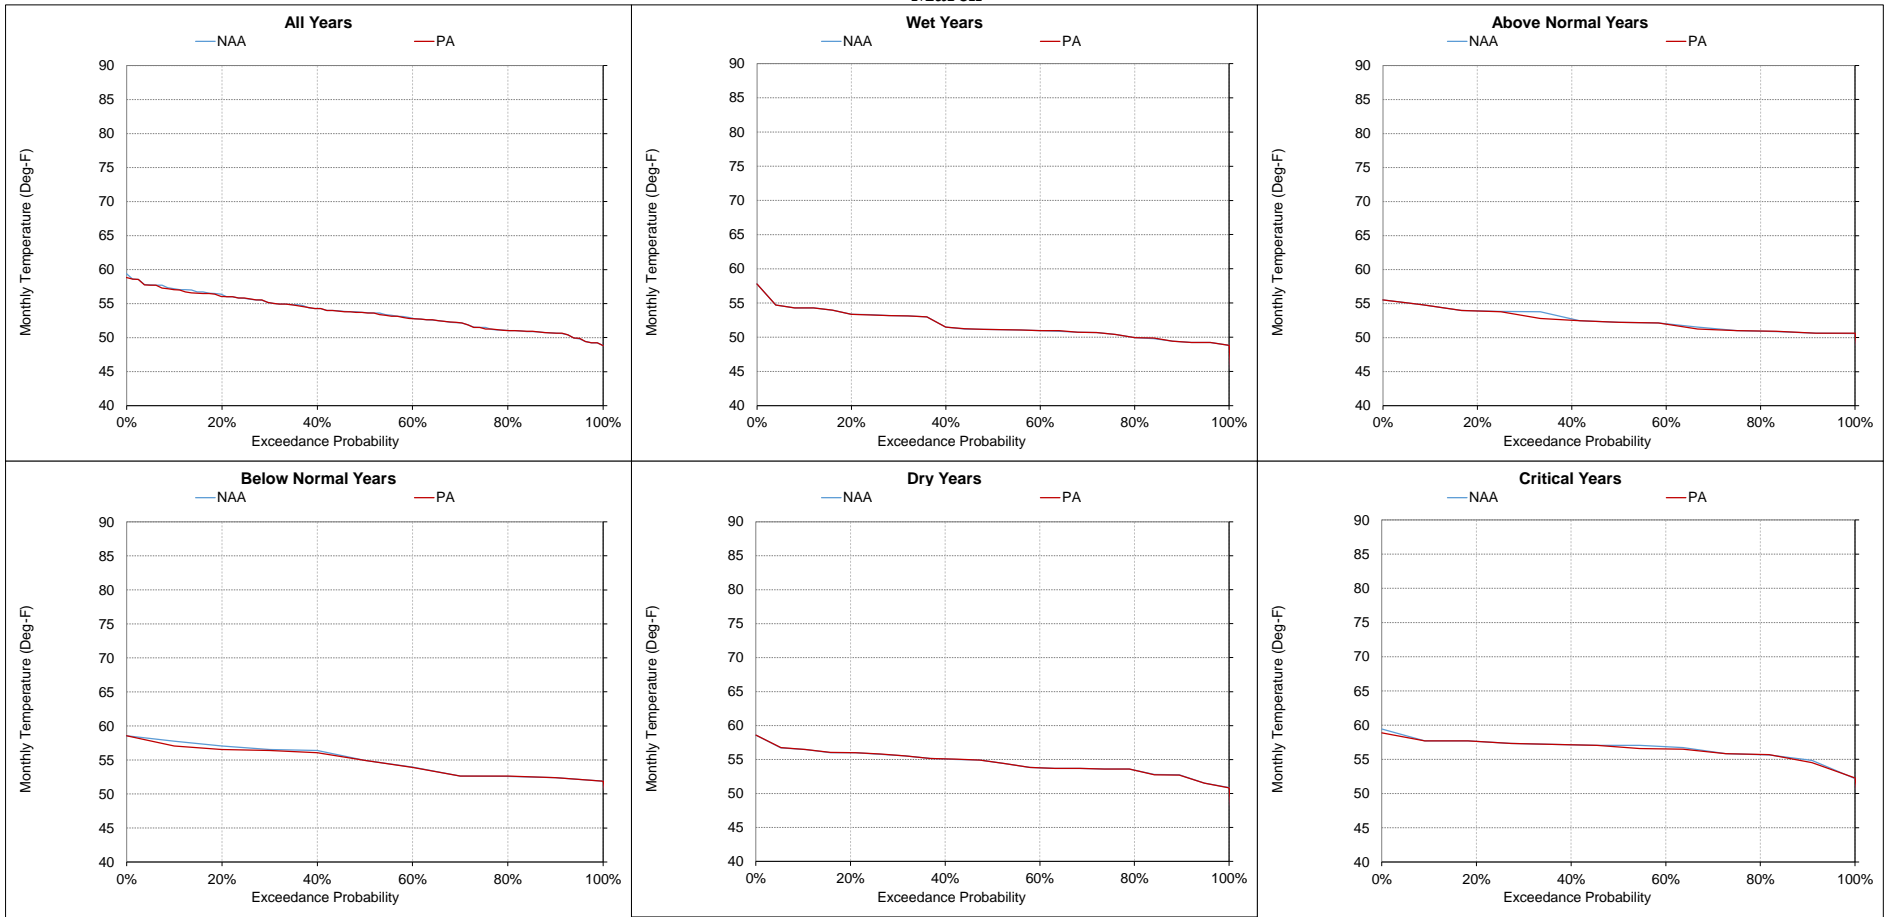 All Years
NAA PA
Monthly Temperature (Deg-F)
90
85
80
75
70
65
60
55
50
45
40
0% 20% 40% 60% 80% 100%
Exceedance Probability
Wet Years
NAA PA
Monthly Temperature (Deg-F)
90
85
80
75
70
65
60
55
50
45
40
0% 20% 40% 60% 80% 100%
Exceedance Probability
Above Normal Years
NAA PA
Monthly Temperature (Deg-F)
90
85
80
75
70
65
60
55
50
45
40
0% 20% 40% 60% 80% 100%
Exceedance Probability
Below Normal Years
NAA PA
Monthly Temperature (Deg-F)
90
85
80
75
70
65
60
55
50
45
40
0% 20% 40% 60% 80% 100%
Exceedance Probability
Dry Years
NAA PA
Monthly Temperature (Deg-F)
90
85
80
75
70
65
60
55
50
45
40
0% 20% 40% 60% 80% 100%
Exceedance Probability
Critical Years
NAA PA
Monthly Temperature (Deg-F)
90
85
80
75
70
65
60
55
50
45
40
0% 20% 40% 60% 80% 100%
Exceedance Probability